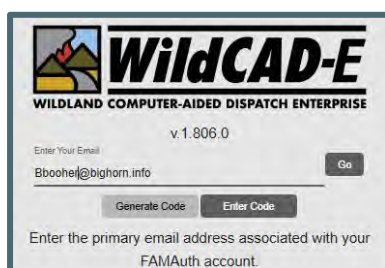 WildCAD-E
WILDLAND COMPUTER-AIDED DISPATCH ENTERPRISE
v.1.806.0
Enter Your Email
Bbooher@bighorn.info
Go
Generate Code
Enter Code
Enter the primary email address associated with your
FAMAuth account.